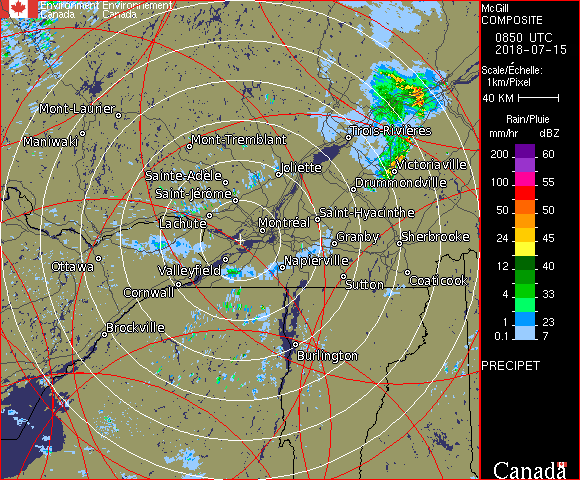 Environment Environnement
Canada Canada
McGill
COMPOSITE
0850 UTC
2018-07-15
Scale/Échelle:
1km/Pixel
40 KM
Rain/Pluie
mm/hr dBZ
200 60
100 55
50 50
24 45
12 40
4 33
1 23
0.1 7
PRECIPET
Mont-Laurier
Maniwaki
Mont-Tremblant
Trois-Rivières
Joliette
Victoriaville
Sainte-Adèle
Drummondville
Saint-Jérôme
Saint-Hyacinthe
Lachute
Montréal
Granby
Sherbrooke
Ottawa
Valleyfield
Napierville
Coaticook
Cornwall
Sutton
Brockville
Burlington
Canada